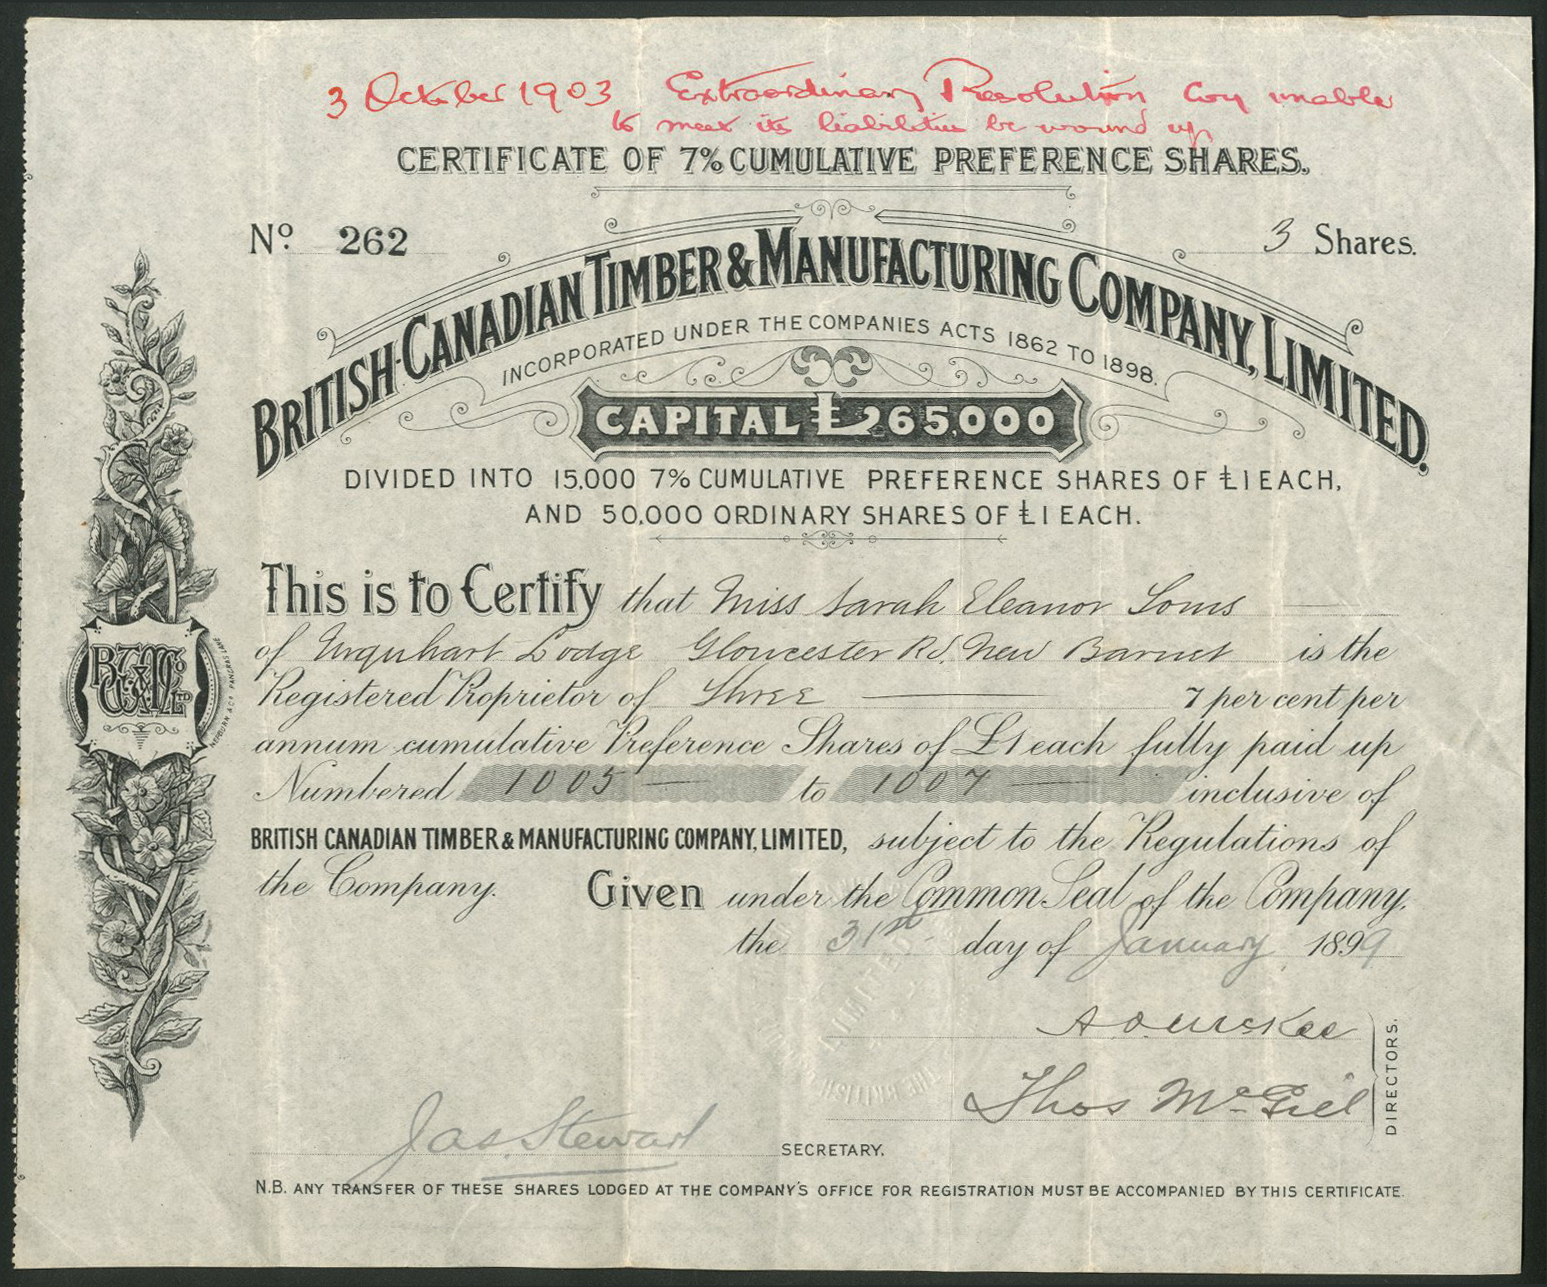 3 October 1903 Extraordinary Resolution Coy unable
to meet its liabilities be wound up
CERTIFICATE OF 7% CUMULATIVE PREFERENCE SHARES.
No. 262 3 Shares.
BRITISH-CANADIAN TIMBER & MANUFACTURING COMPANY, LIMITED.
INCORPORATED UNDER THE COMPANIES ACTS 1862 TO 1898.
CAPITAL £265,000
DIVIDED INTO 15,000 7% CUMULATIVE PREFERENCE SHARES OF £1 EACH,
AND 50,000 ORDINARY SHARES OF £1 EACH.
This is to Certify that Miss Sarah Eleanor
of Urquhart Lodge Gloucester Rd. New Barnet is the
Registered Proprietor of Three 7 per cent per
annum cumulative Preference Shares of £1 each fully paid up
Numbered 1005 to 1007 inclusive of
BRITISH CANADIAN TIMBER & MANUFACTURING COMPANY, LIMITED, subject to the Regulations of
the Company. Given under the Common Seal of the Company,
the 31st day of January 1899
Thos McGiel
DIRECTORS.
Jas. Stewart SECRETARY.
N.B. ANY TRANSFER OF THESE SHARES LODGED AT THE COMPANY'S OFFICE FOR REGISTRATION MUST BE ACCOMPANIED BY THIS CERTIFICATE.